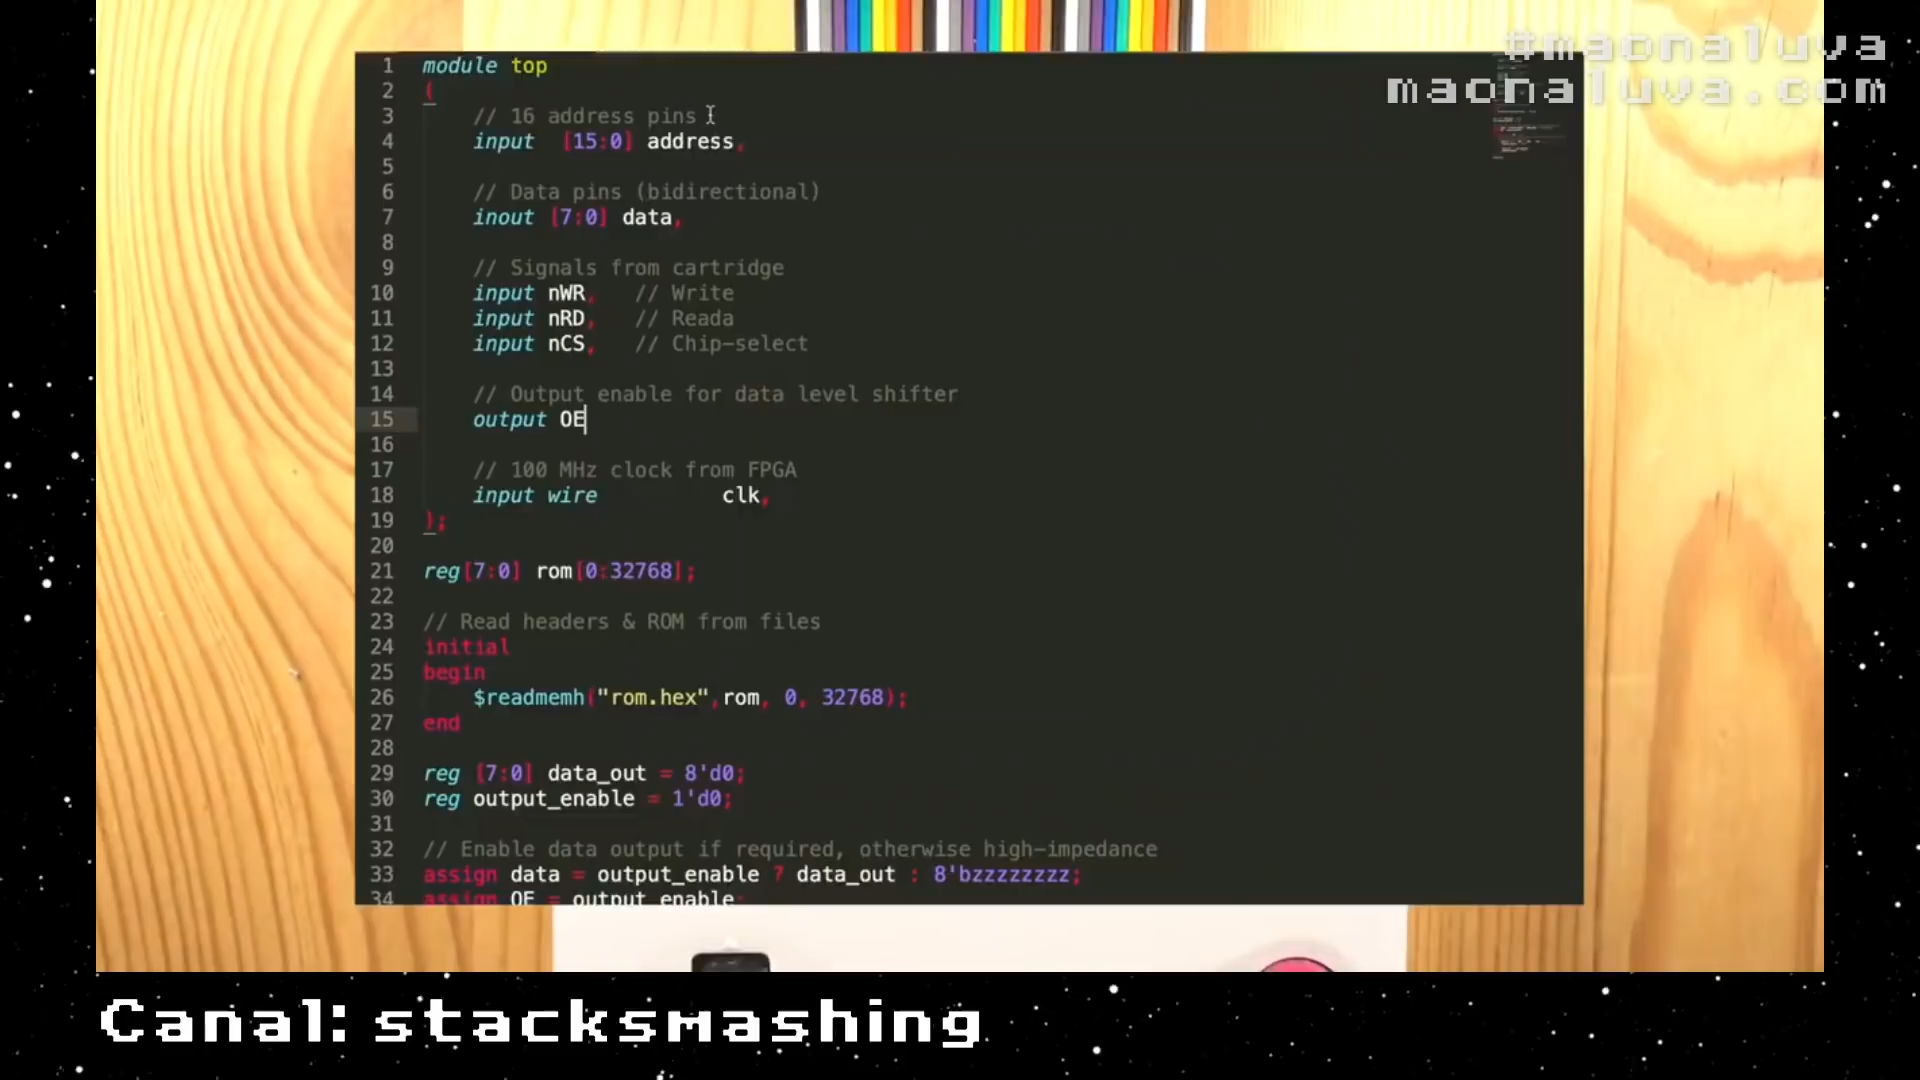 #maonaluva
maonaluva.com
1 module top
2 (
3 // 16 address pins
4 input [15:0] address,
5
6 // Data pins (bidirectional)
7 inout [7:0] data,
8
9 // Signals from cartridge
10 input nWR, // Write
11 input nRD, // Reada
12 input nCS, // Chip-select
13
14 // Output enable for data level shifter
15 output OE
16
17 // 100 MHz clock from FPGA
18 input wire clk,
19 );
20
21 reg[7:0] rom[0:32768];
22
23 // Read headers & ROM from files
24 initial
25 begin
26 $readmemh("rom.hex",rom, 0, 32768);
27 end
28
29 reg [7:0] data_out = 8'd0;
30 reg output_enable = 1'd0;
31
32 // Enable data output if required, otherwise high-impedance
33 assign data = output_enable ? data_out : 8'bzzzzzzzz;
34 assign OE = output_enable;
Canal: stacksmashing